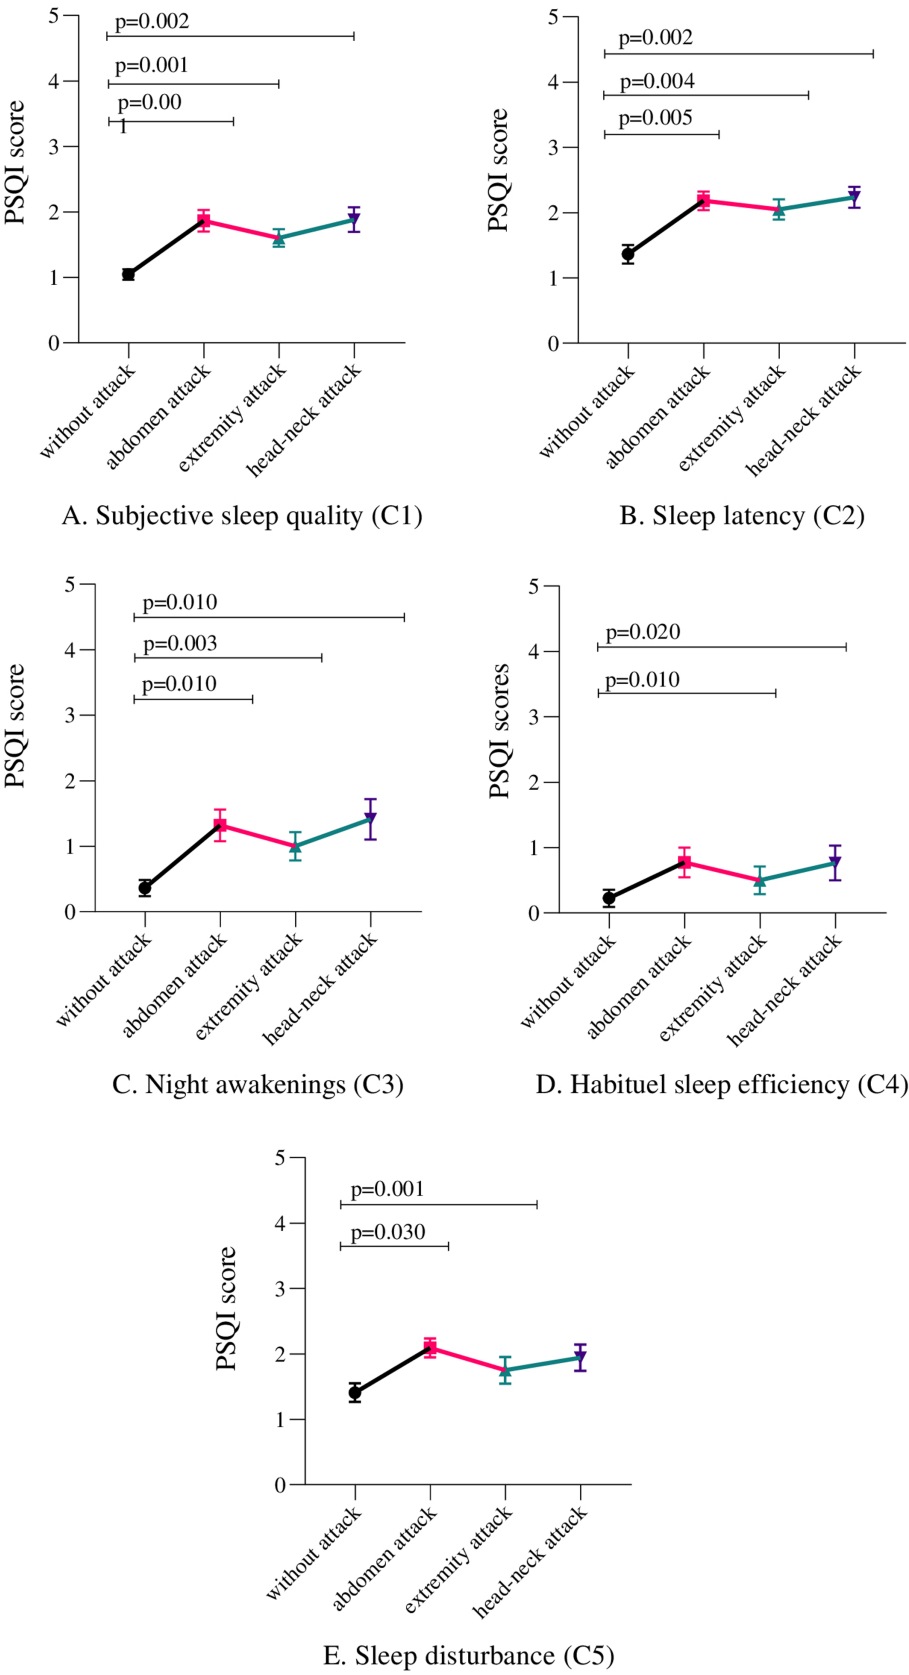 5
4
3
2
1
0
PSQI score
p=0.002
p=0.001
p=0.00
1
without attack
abdomen attack
extremity attack
head-neck attack
A. Subjective sleep quality (C1)
5
4
3
2
1
0
PSQI score
p=0.002
p=0.004
p=0.005
without attack
abdomen attack
extremity attack
head-neck attack
B. Sleep latency (C2)
5
4
3
2
1
0
PSQI score
p=0.010
p=0.003
p=0.010
without attack
abdomen attack
extremity attack
head-neck attack
C. Night awakenings (C3)
5
4
3
2
1
0
PSQI scores
p=0.020
p=0.010
without attack
abdomen attack
extremity attack
head-neck attack
D. Habituel sleep efficiency (C4)
5
4
3
2
1
0
PSQI score
p=0.001
p=0.030
without attack
abdomen attack
extremity attack
head-neck attack
E. Sleep disturbance (C5)